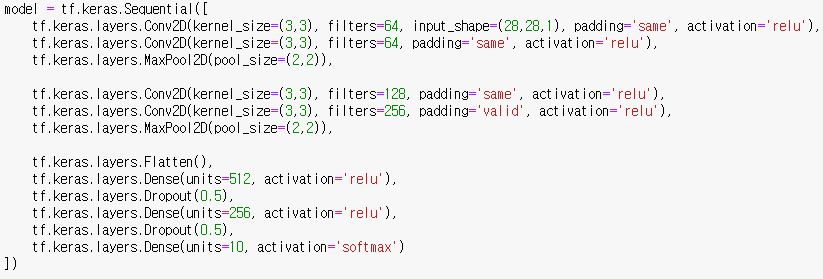 model = tf.keras.Sequential([
    tf.keras.layers.Conv2D(kernel_size=(3,3), filters=64, input_shape=(28,28,1), padding='same', activation='relu'),
    tf.keras.layers.Conv2D(kernel_size=(3,3), filters=64, padding='same', activation='relu'),
    tf.keras.layers.MaxPool2D(pool_size=(2,2)),

    tf.keras.layers.Conv2D(kernel_size=(3,3), filters=128, padding='same', activation='relu'),
    tf.keras.layers.Conv2D(kernel_size=(3,3), filters=256, padding='valid', activation='relu'),
    tf.keras.layers.MaxPool2D(pool_size=(2,2)),

    tf.keras.layers.Flatten(),
    tf.keras.layers.Dense(units=512, activation='relu'),
    tf.keras.layers.Dropout(0.5),
    tf.keras.layers.Dense(units=256, activation='relu'),
    tf.keras.layers.Dropout(0.5),
    tf.keras.layers.Dense(units=10, activation='softmax')
])